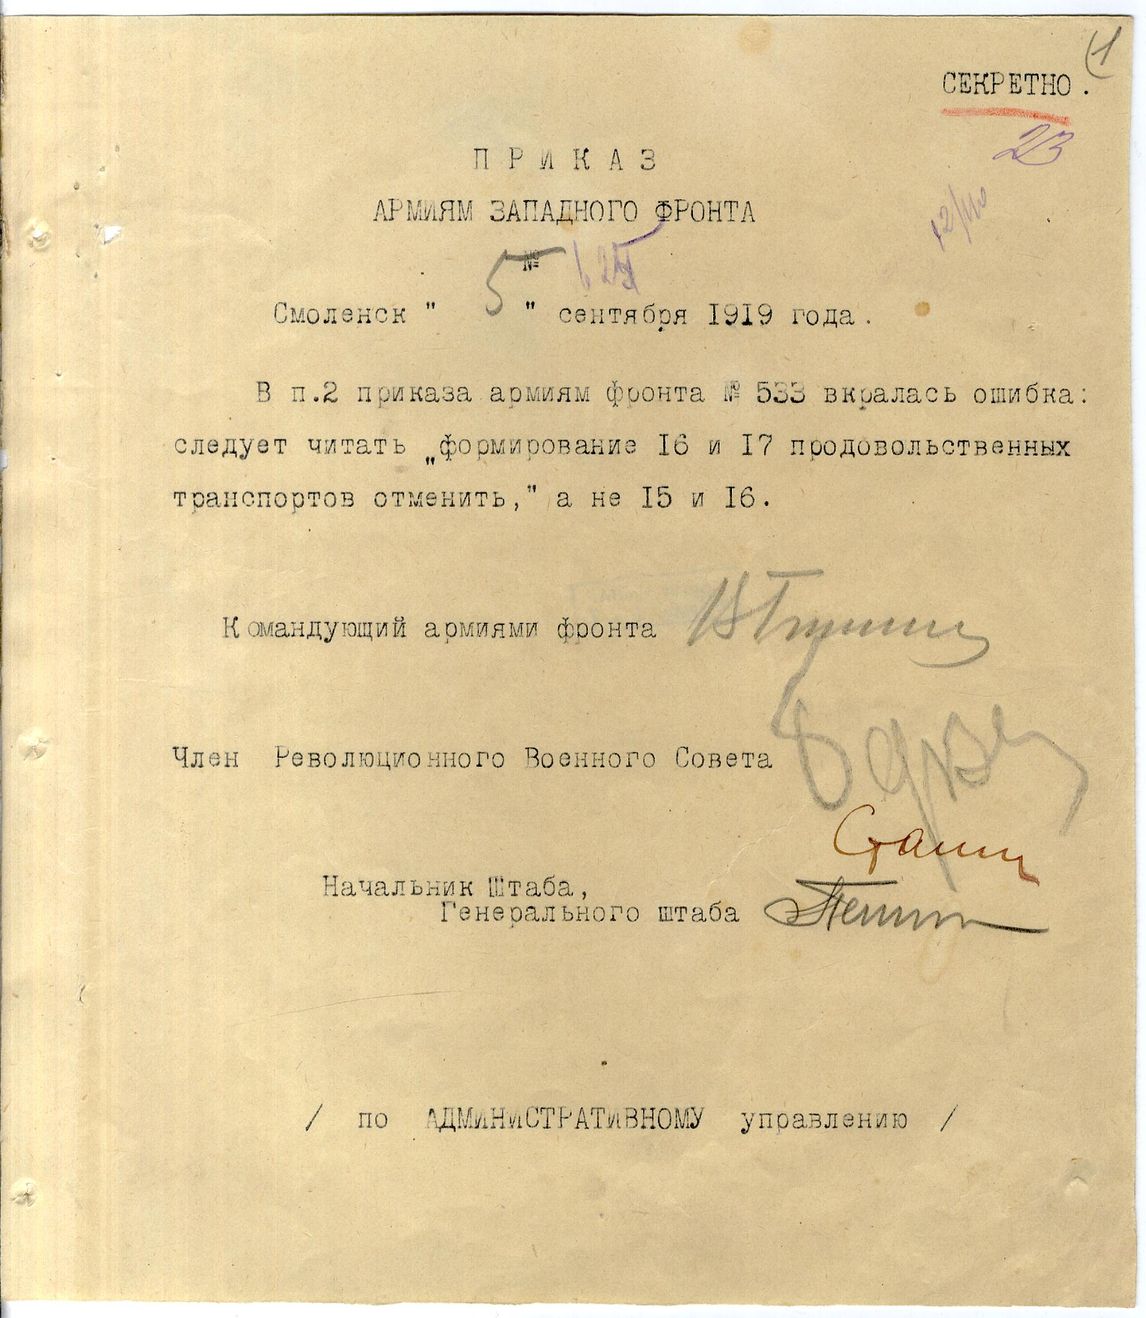 (1
СЕКРЕТНО.
23
ПРИКАЗ
АРМИЯМ ЗАПАДНОГО ФРОНТА
№
Смоленск " 5 " сентября 1919 года.
В п.2 приказа армиям фронта № 533 вкралась ошибка:
следует читать „формирование 16 и 17 продовольственных
транспортов отменить," а не 15 и 16.
Командующий армиями фронта
Член Революционного Военного Совета
Сталин
Начальник Штаба,
Генерального штаба
/ по АДМИНИСТРАТИВНОМУ управлению /